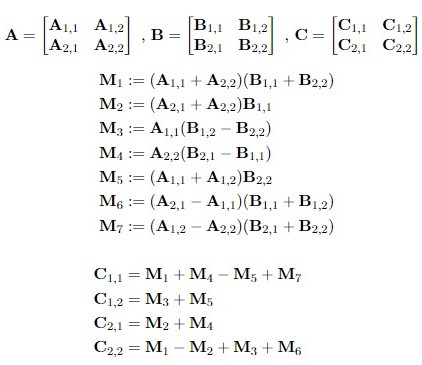 A = [A1,1 A1,2
A2,1 A2,2] , B = [B1,1 B1,2
B2,1 B2,2] , C = [C1,1 C1,2
C2,1 C2,2]
M1 := (A1,1 + A2,2)(B1,1 + B2,2)
M2 := (A2,1 + A2,2)B1,1
M3 := A1,1(B1,2 − B2,2)
M4 := A2,2(B2,1 − B1,1)
M5 := (A1,1 + A1,2)B2,2
M6 := (A2,1 − A1,1)(B1,1 + B1,2)
M7 := (A1,2 − A2,2)(B2,1 + B2,2)
C1,1 = M1 + M4 − M5 + M7
C1,2 = M3 + M5
C2,1 = M2 + M4
C2,2 = M1 − M2 + M3 + M6